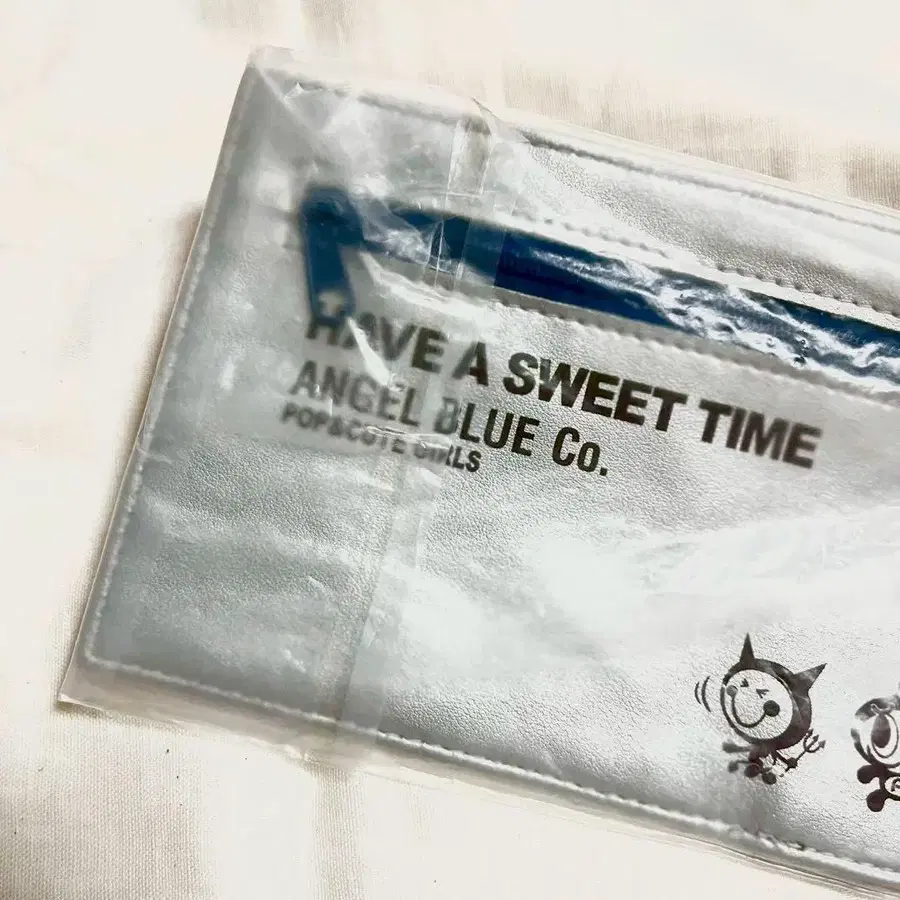 HAVE A SWEET TIME
ANGEL BLUE Co.
POP&CUTE GIRLS